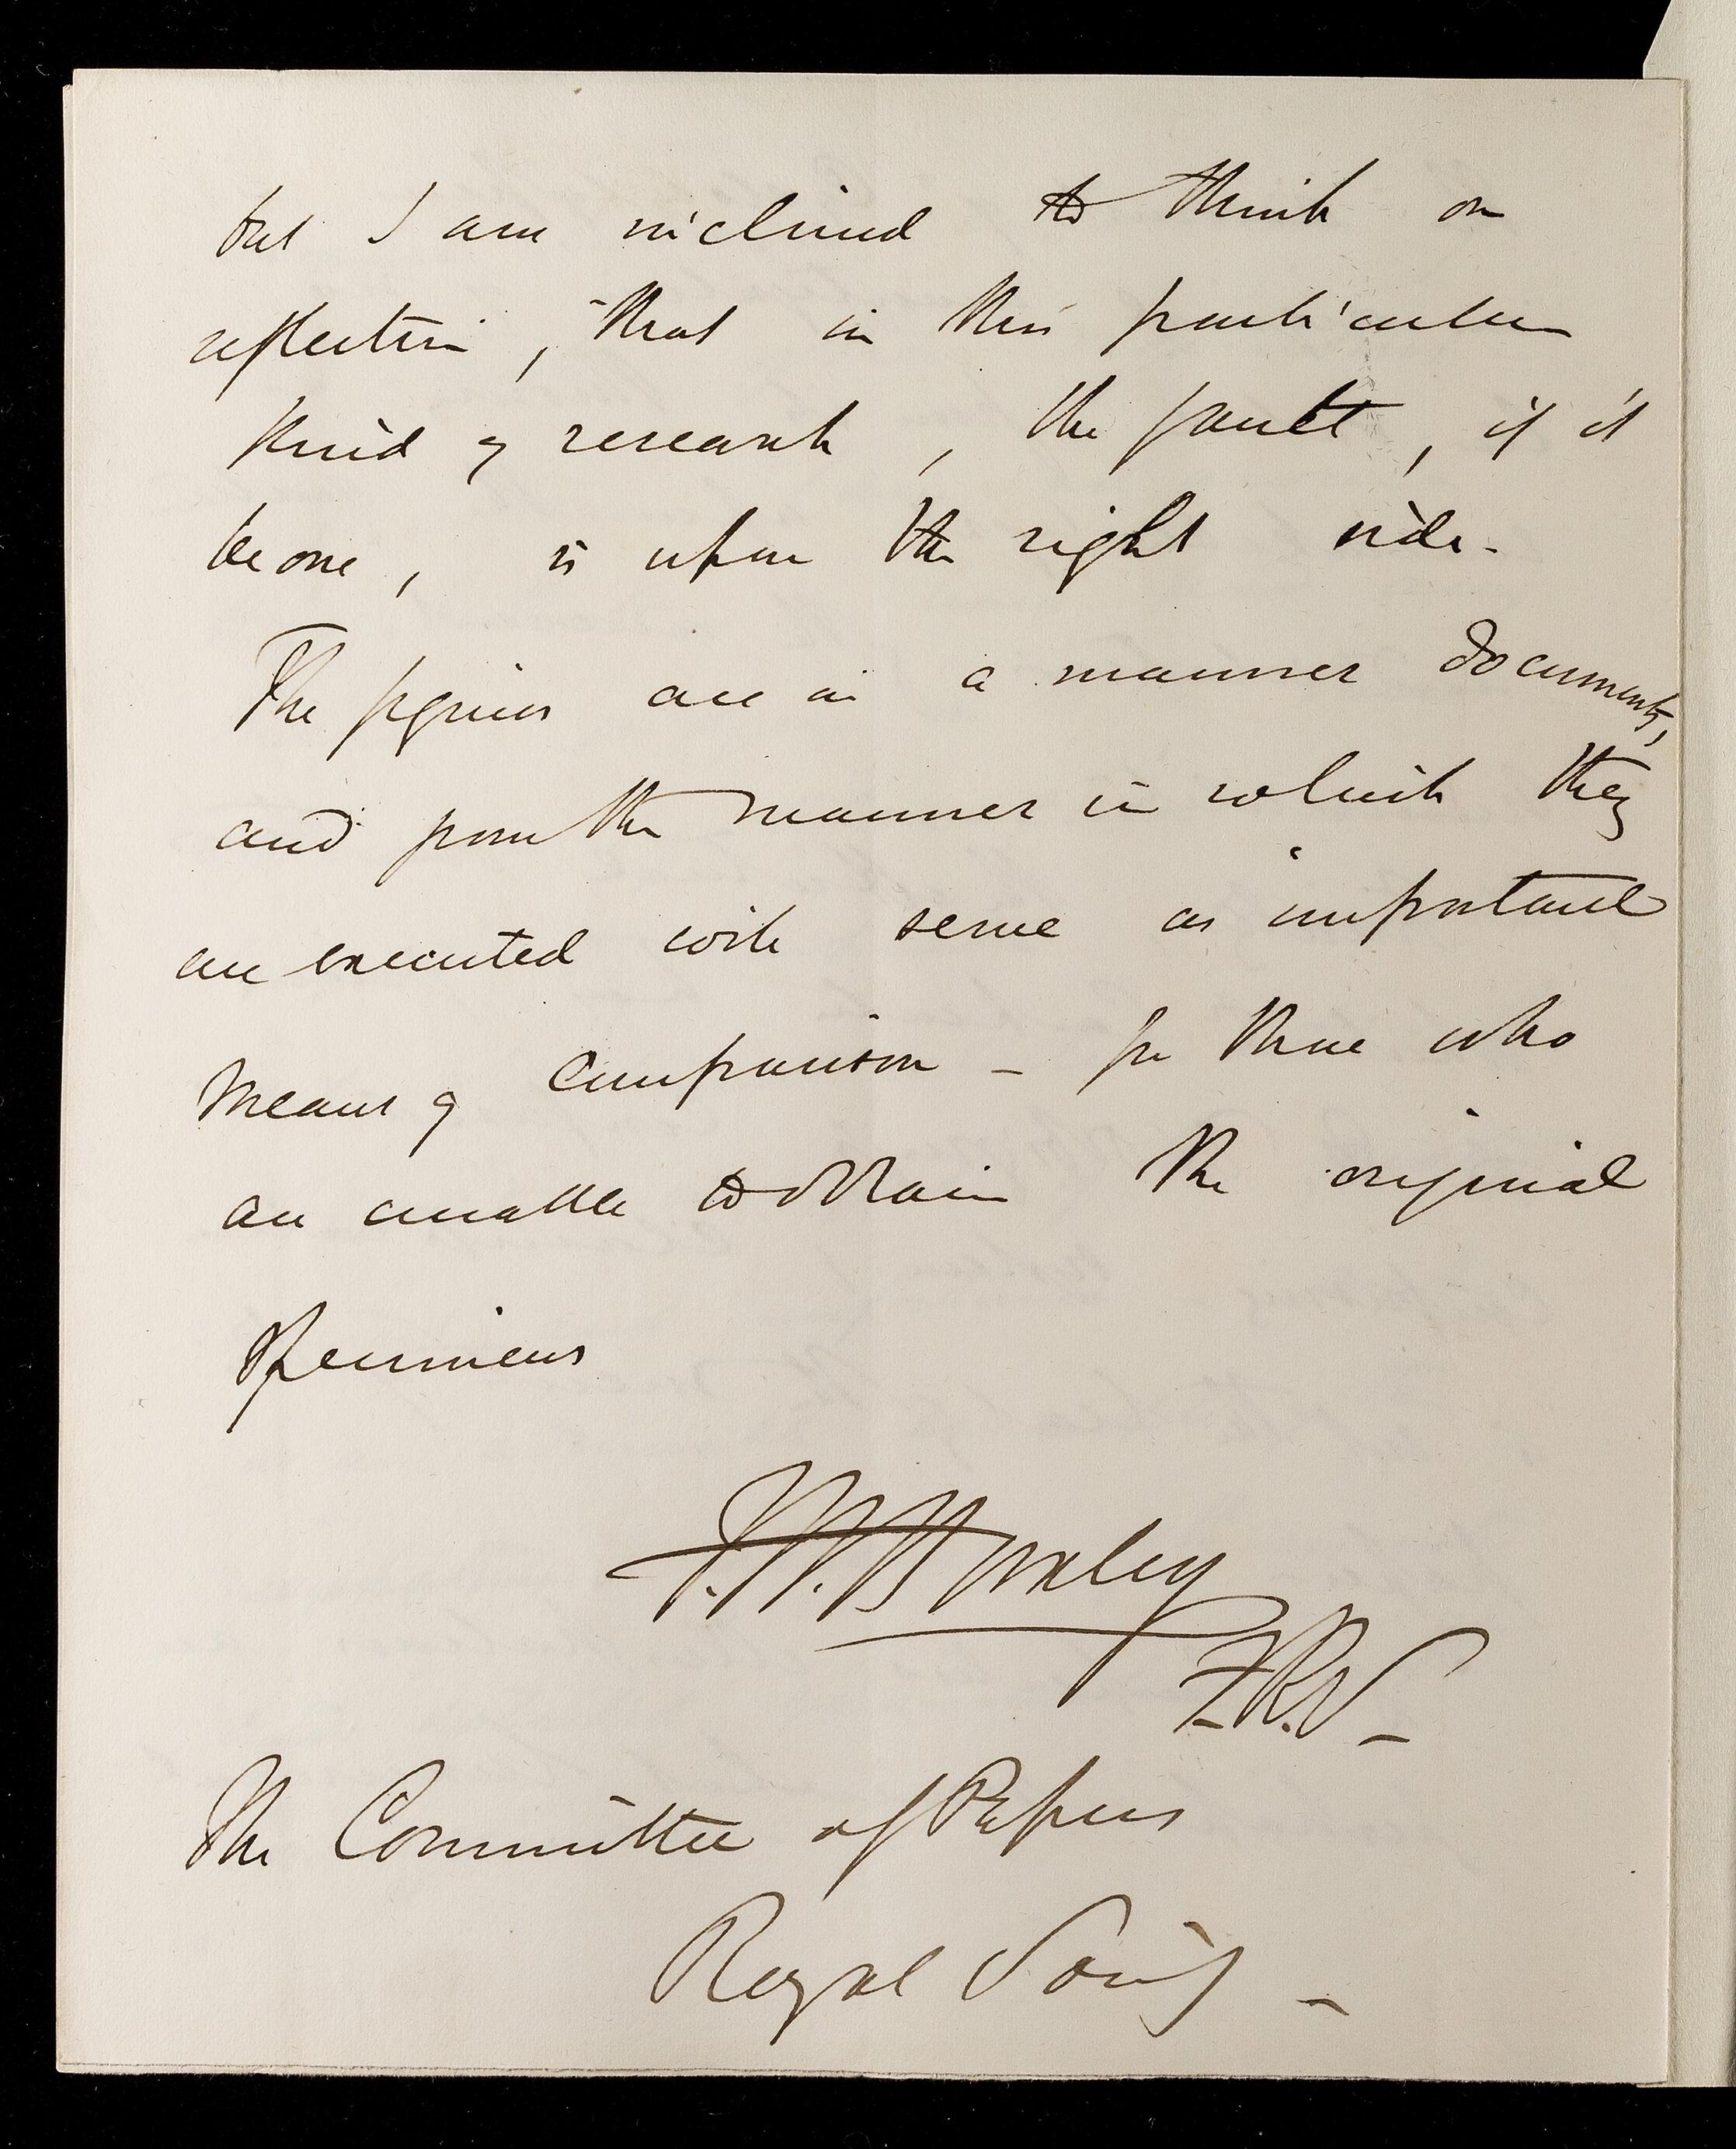 but I am inclined to think on
reflection, that in this particular
kind of research, the fault, if it
be one, is upon the right side.
The figures are in a manner documents,
and from the manner in which they
are executed will serve as important
means of comparison – for those who
are unable to obtain the original
specimens
T.H. Huxley
F.R.S –
The Committee of Papers
Royal Society –